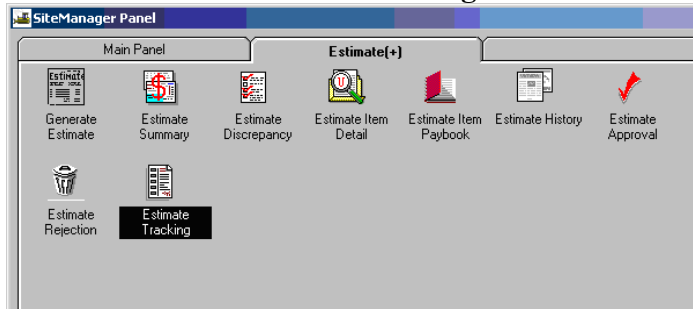 SiteManager Panel
Main Panel
Estimate(+)
Generate Estimate
Estimate Summary
Estimate Discrepancy
Estimate Item Detail
Estimate Item Paybook
Estimate History
Estimate Approval
Estimate Rejection
Estimate Tracking